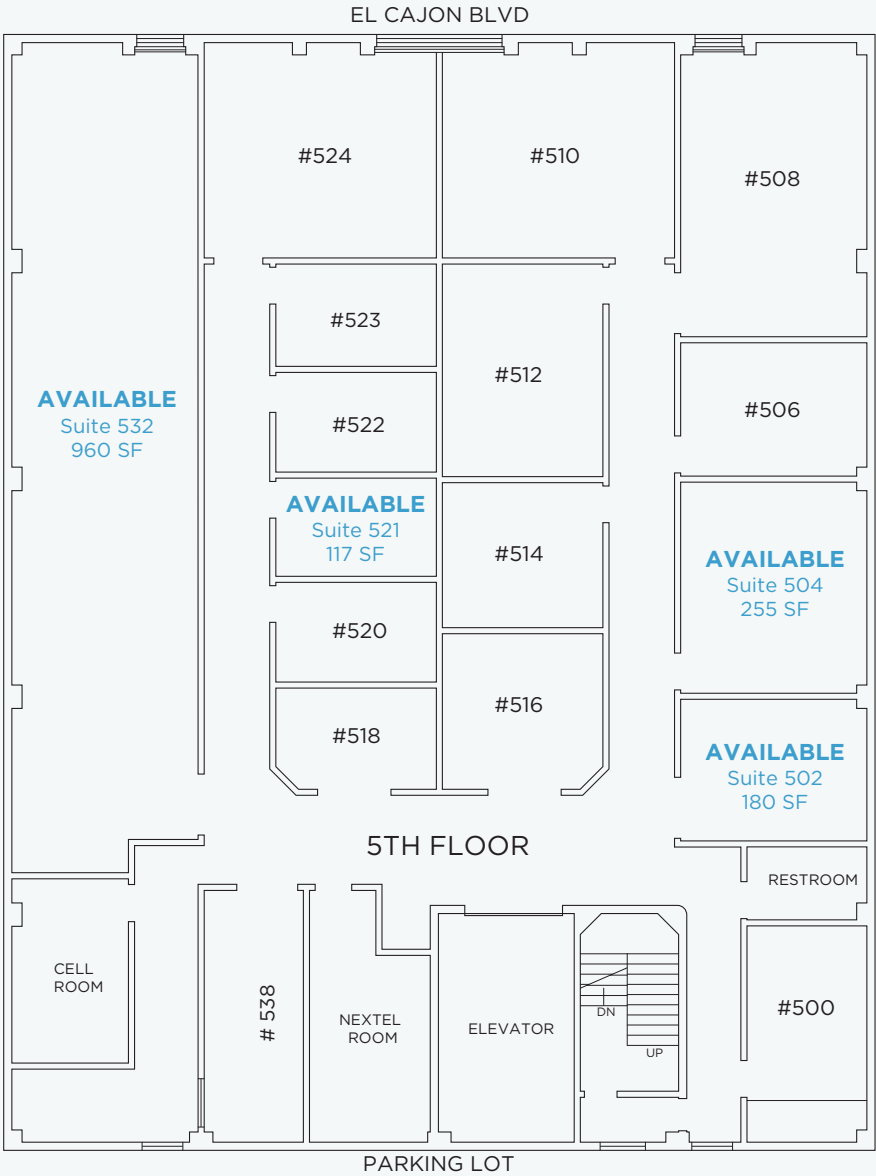 EL CAJON BLVD
#524
#510
#508
#523
#512
AVAILABLE
Suite 532
960 SF
#522
#506
AVAILABLE
Suite 521
117 SF
#514
AVAILABLE
Suite 504
255 SF
#520
#516
#518
AVAILABLE
Suite 502
180 SF
5TH FLOOR
RESTROOM
CELL
ROOM
# 538
NEXTEL
ROOM
ELEVATOR
DN
UP
#500
PARKING LOT